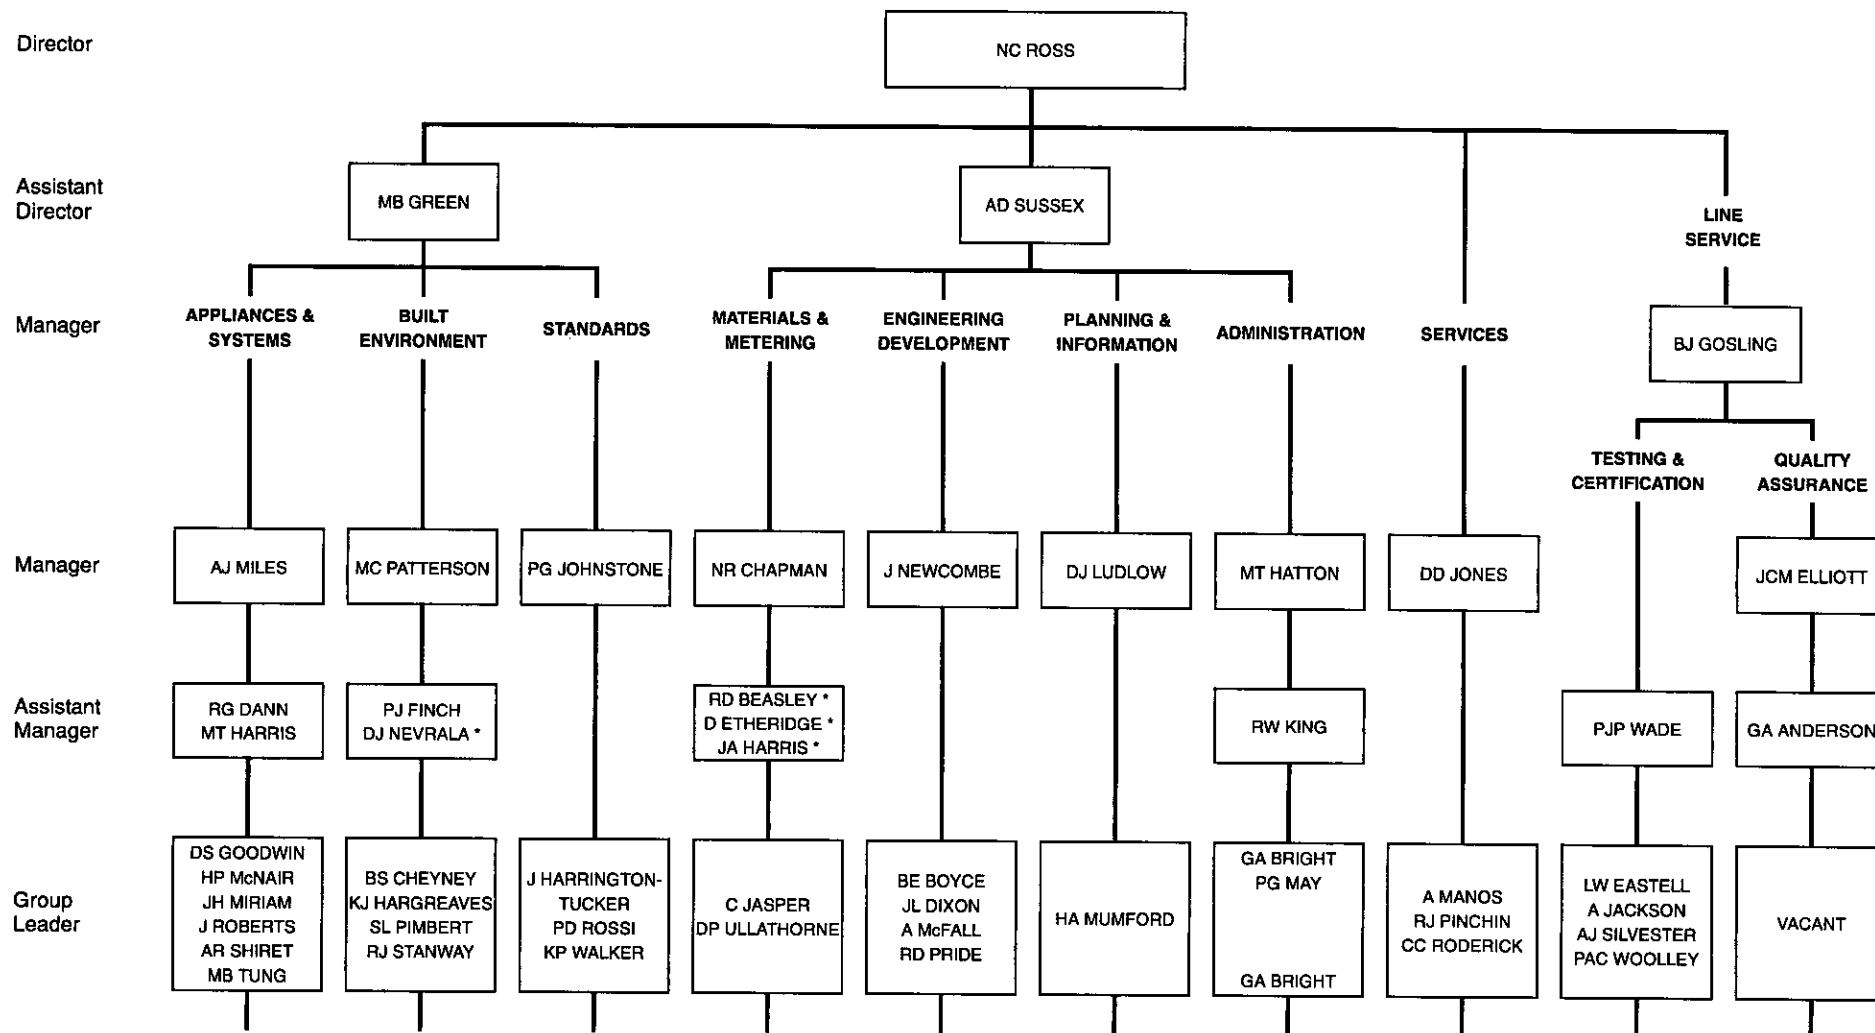 Director
NC ROSS
Assistant
Director
MB GREEN
AD SUSSEX
LINE
SERVICE
Manager
APPLIANCES &
SYSTEMS
BUILT
ENVIRONMENT
STANDARDS
MATERIALS &
METERING
ENGINEERING
DEVELOPMENT
PLANNING &
INFORMATION
ADMINISTRATION
SERVICES
BJ GOSLING
TESTING &
CERTIFICATION
QUALITY
ASSURANCE
Manager
AJ MILES
MC PATTERSON
PG JOHNSTONE
NR CHAPMAN
J NEWCOMBE
DJ LUDLOW
MT HATTON
DD JONES
JCM ELLIOTT
Assistant
Manager
RG DANN
MT HARRIS
PJ FINCH
DJ NEVRALA *
RD BEASLEY *
D ETHERIDGE *
JA HARRIS *
RW KING
PJP WADE
GA ANDERSON
Group
Leader
DS GOODWIN
HP McNAIR
JH MIRIAM
J ROBERTS
AR SHIRET
MB TUNG
BS CHEYNEY
KJ HARGREAVES
SL PIMBERT
RJ STANWAY
J HARRINGTON-
TUCKER
PD ROSSI
KP WALKER
C JASPER
DP ULLATHORNE
BE BOYCE
JL DIXON
A McFALL
RD PRIDE
HA MUMFORD
GA BRIGHT
PG MAY
GA BRIGHT
A MANOS
RJ PINCHIN
CC RODERICK
LW EASTELL
A JACKSON
AJ SILVESTER
PAC WOOLLEY
VACANT